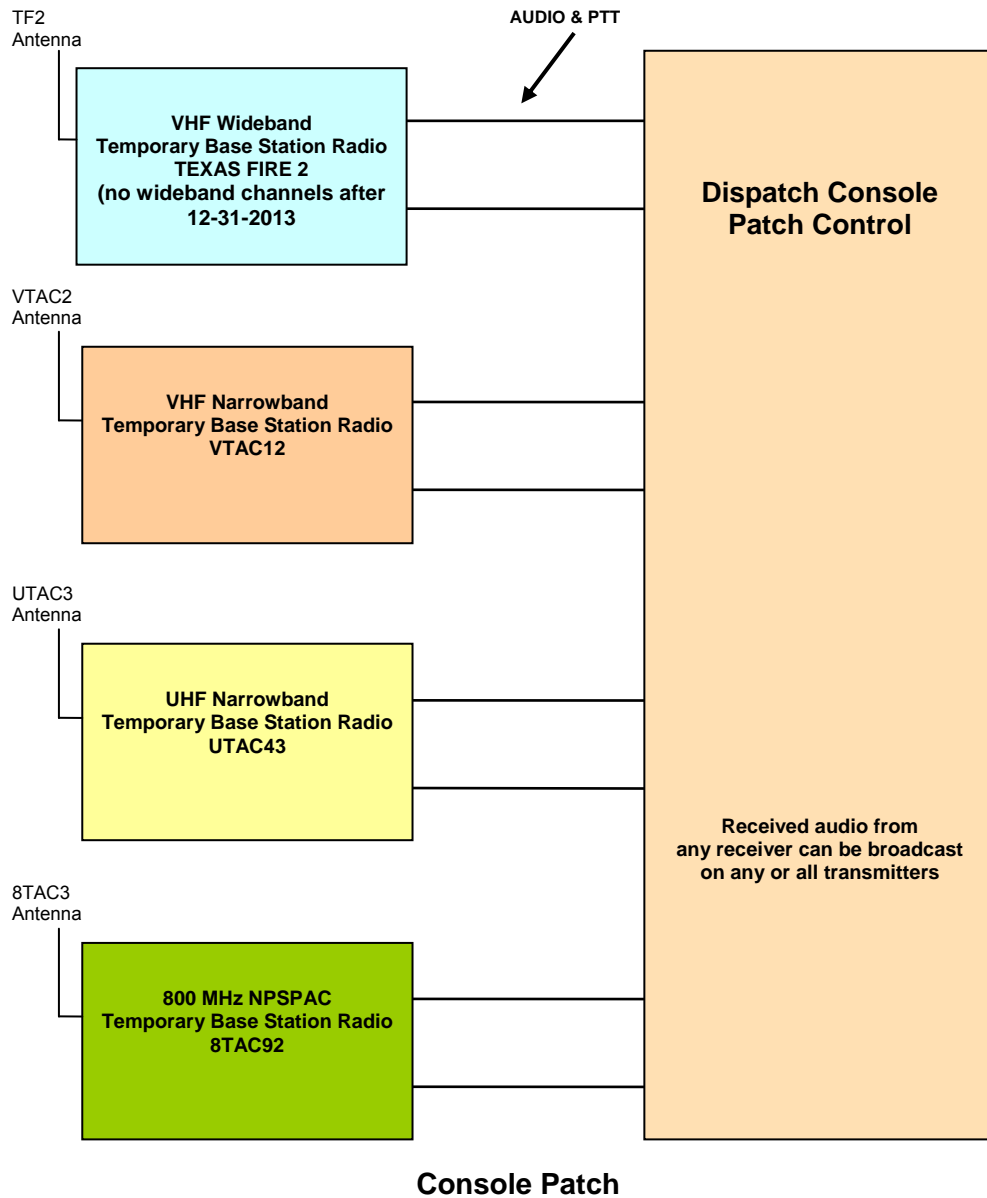 TF2
Antenna
AUDIO & PTT
VHF Wideband
Temporary Base Station Radio
TEXAS FIRE 2
(no wideband channels after
12-31-2013
Dispatch Console
Patch Control
VTAC2
Antenna
VHF Narrowband
Temporary Base Station Radio
VTAC12
UTAC3
Antenna
UHF Narrowband
Temporary Base Station Radio
UTAC43
Received audio from
any receiver can be broadcast
on any or all transmitters
8TAC3
Antenna
800 MHz NPSPAC
Temporary Base Station Radio
8TAC92
Console Patch